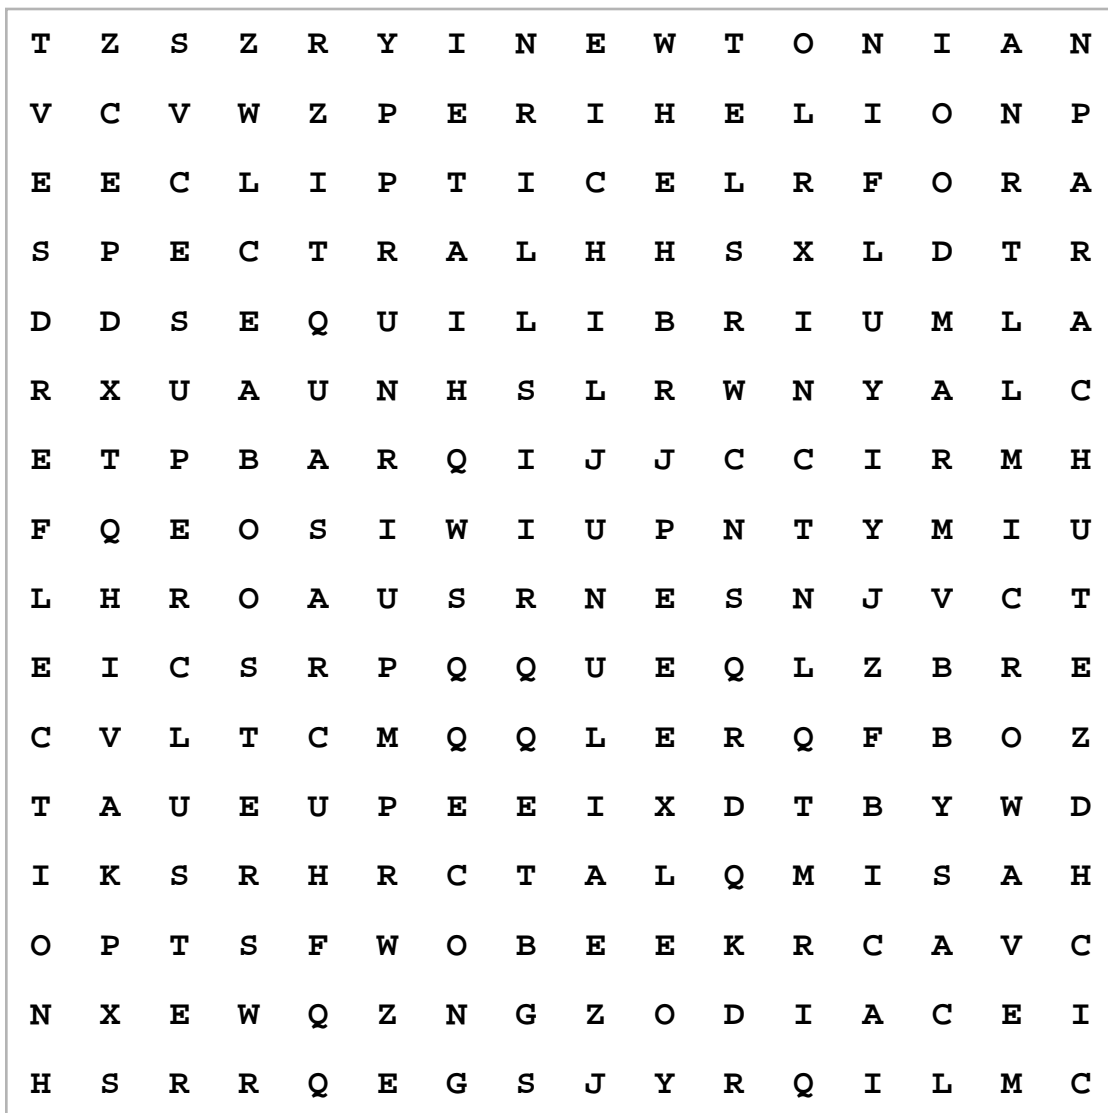 T Z S Z R Y I N E W T O N I A N
V C V W Z P E R I H E L I O N P
E E C L I P T I C E L R F O R A
S P E C T R A L H H S X L D T R
D D S E Q U I L I B R I U M L A
R X U A U N H S L R W N Y A L C
E T P B A R Q I J J C C I R M H
F Q E O S I W I U P N T Y M I U
L H R O A U S R N E S N J V C T
E I C S R P Q Q U E Q L Z B R E
C V L T C M Q Q L E R Q F B O Z
T A U E U P E E I X D T B Y W D
I K S R H R C T A L Q M I S A H
O P T S F W O B E E K R C A V C
N X E W Q Z N G Z O D I A C E I
H S R R Q E G S J Y R Q I L M C